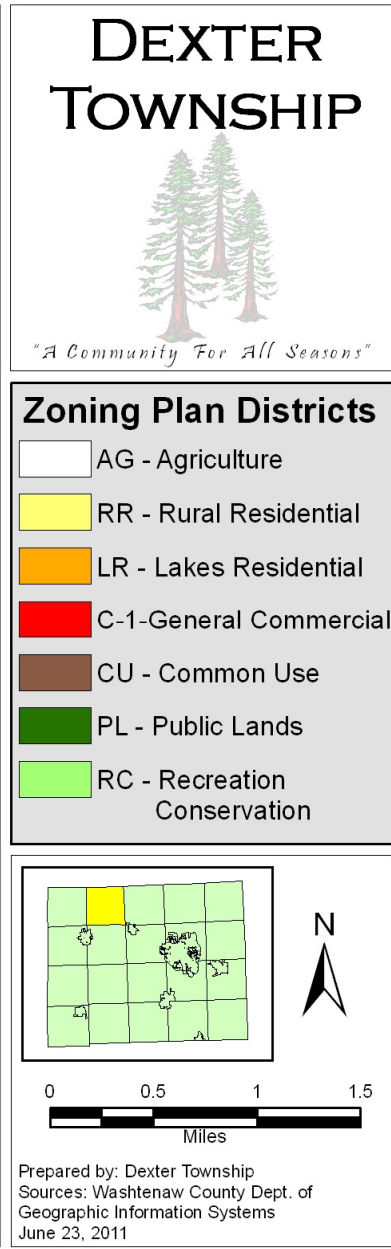 DEXTER
TOWNSHIP
"A Community For All Seasons"
Zoning Plan Districts
AG - Agriculture
RR - Rural Residential
LR - Lakes Residential
C-1-General Commercial
CU - Common Use
PL - Public Lands
RC - Recreation
Conservation
N
0 0.5 1 1.5
Miles
Prepared by: Dexter Township
Sources: Washtenaw County Dept. of
Geographic Information Systems
June 23, 2011